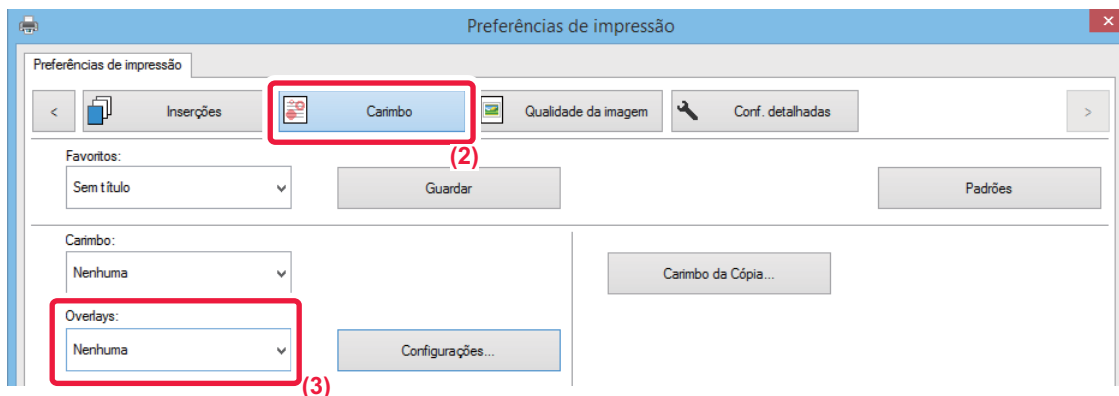 Preferências de impressão
Preferências de impressão
< Inserções Carimbo Qualidade da imagem Conf. detalhadas >
(2)
Favoritos:
Sem título Guardar Padrões
Carimbo:
Nenhuma Carimbo da Cópia...
Overlays:
Nenhuma Configurações...
(3)